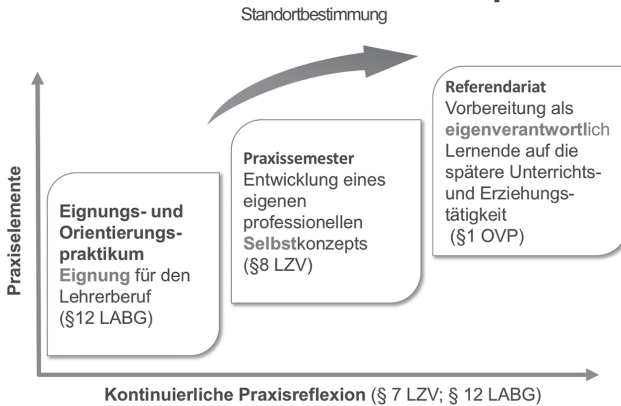 Standortbestimmung
Praxiselemente
Eignungs- und
Orientierungs-
praktikum
Eignung für den
Lehrerberuf
(§12 LABG)
Praxissemester
Entwicklung eines
eigenen
professionellen
Selbstkonzepts
(§8 LZV)
Referendariat
Vorbereitung als
eigenverantwortlich
Lernende auf die
spätere Unterrichts-
und Erziehungs-
tätigkeit
(§1 OVP)
Kontinuierliche Praxisreflexion (§ 7 LZV; § 12 LABG)